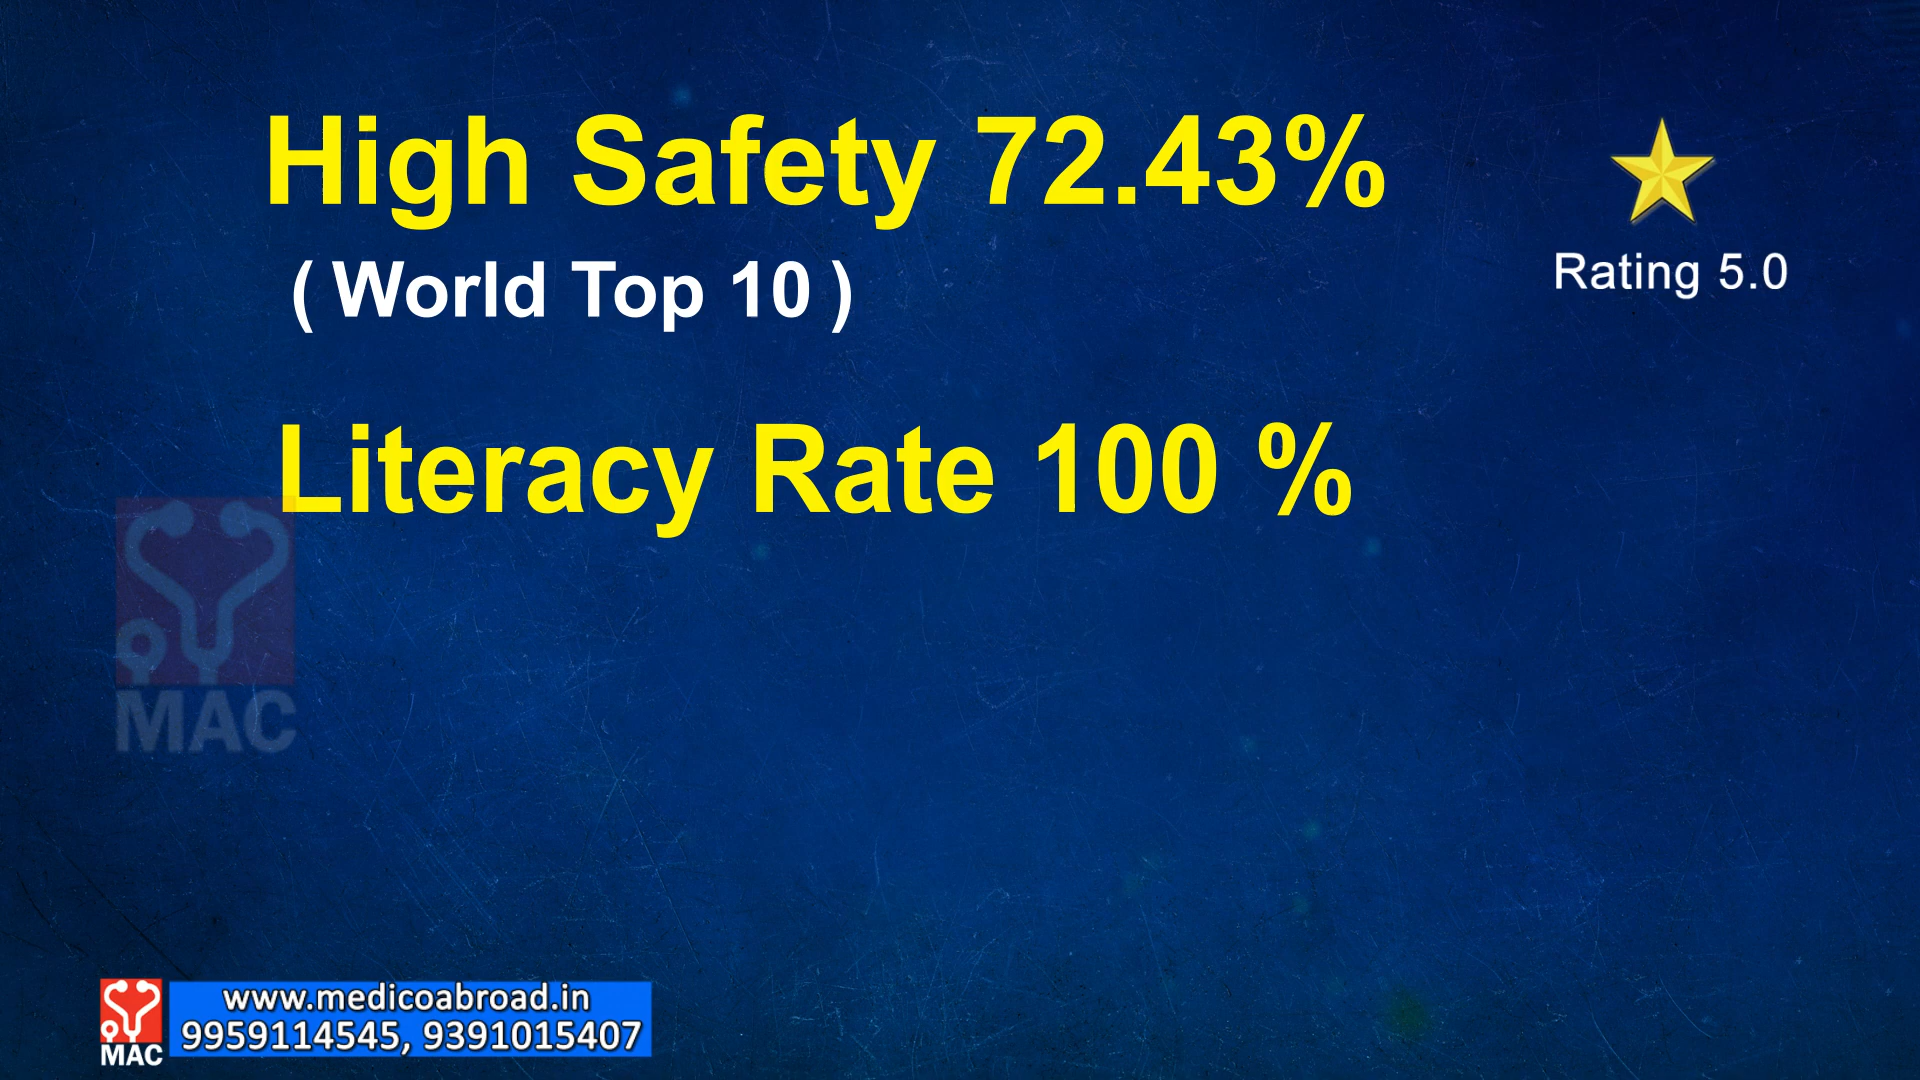 High Safety 72.43%
( World Top 10 )
Rating 5.0
Literacy Rate 100 %
MAC
www.medicoabroad.in
9959114545, 9391015407
MAC